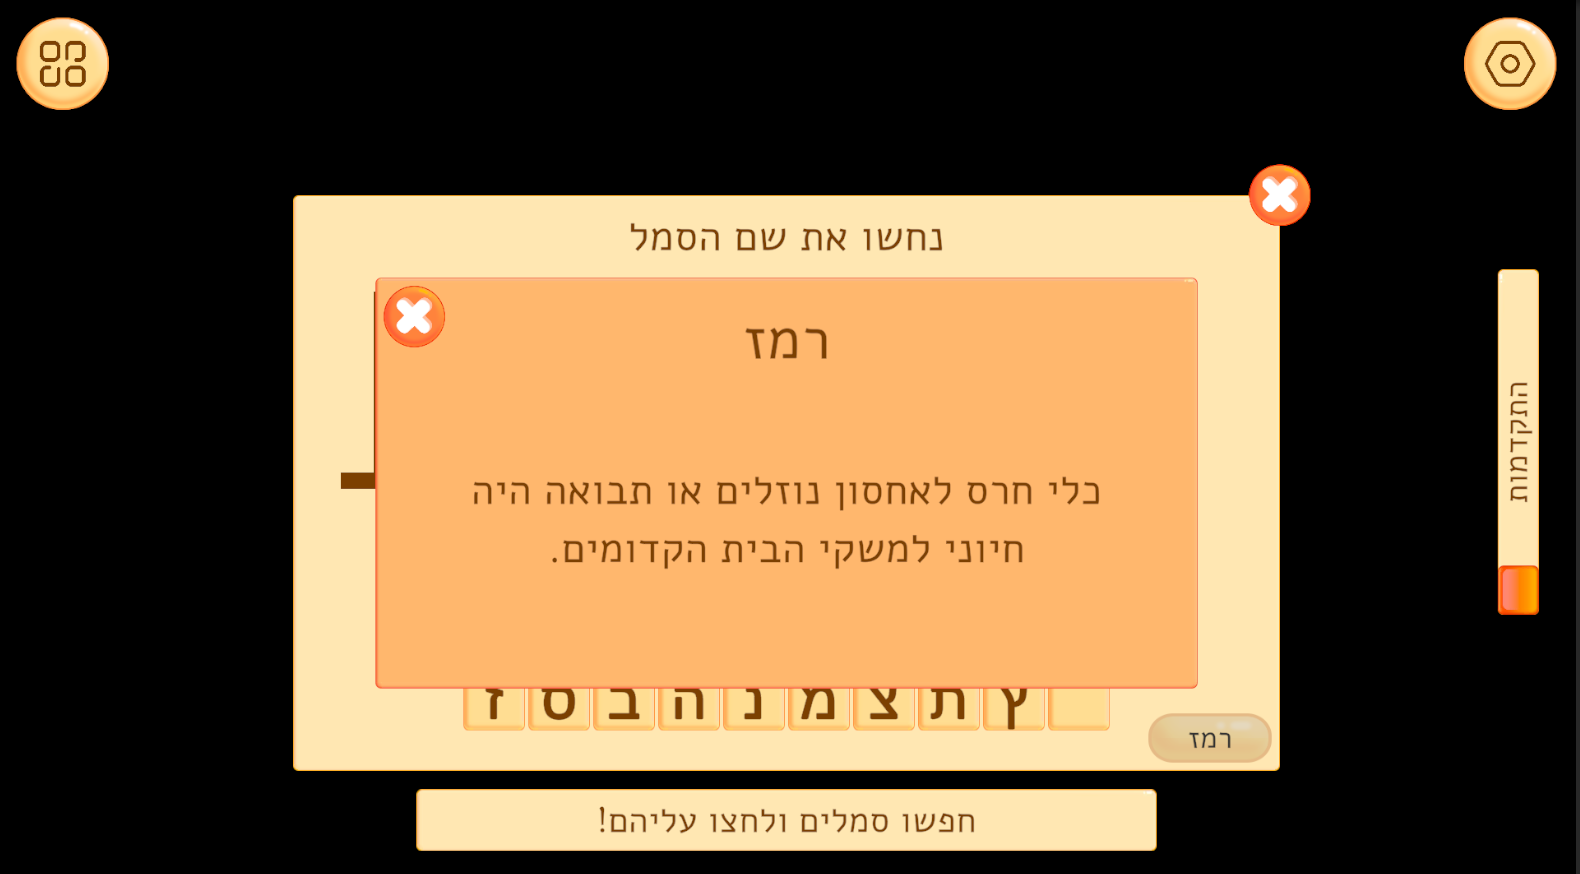 נחשו את שם הסמל
רמז
כלי חרס לאחסון נוזלים או תבואה היה
חיוני למשקי הבית הקדומים.
ץ ת צ מ נ ה ב ס ז
רמז
חפשו סמלים ולחצו עליהם!
התקדמות